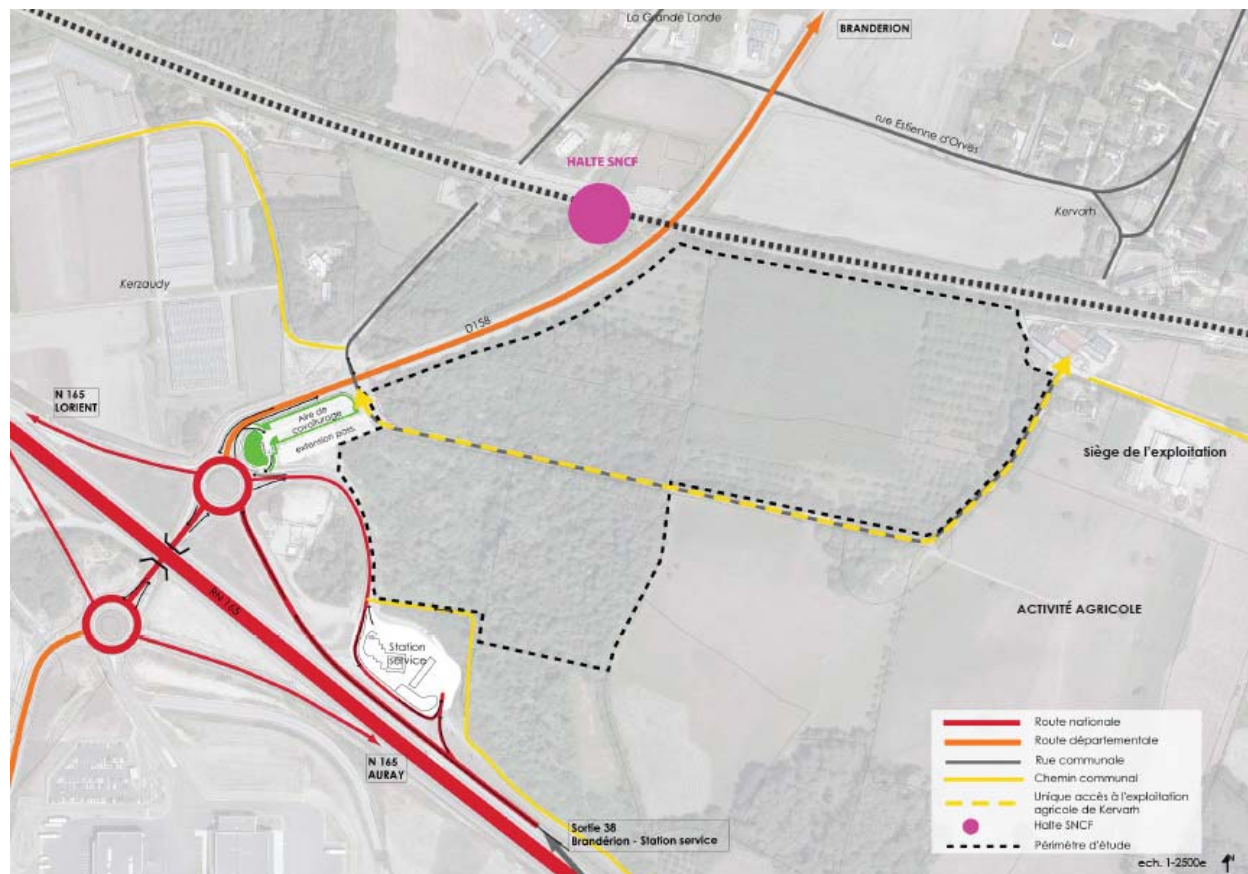 La Grande Lande
BRANDERION
rue Estienne d'Orvës
HALTE SNCF
Kervarh
Kerzaudy
D158
N 165
LORIENT
Aire de
covoiturage
extension poss.
Siège de l'exploitation
RN 165
ACTIVITÉ AGRICOLE
Station
service
N 165
AURAY
Sortie 38
Brandérion - Station service
Route nationale
Route départementale
Rue communale
Chemin communal
Unique accès à l'exploitation
agricole de Kervarh
Halte SNCF
Périmètre d'étude
ech. 1-2500e
N